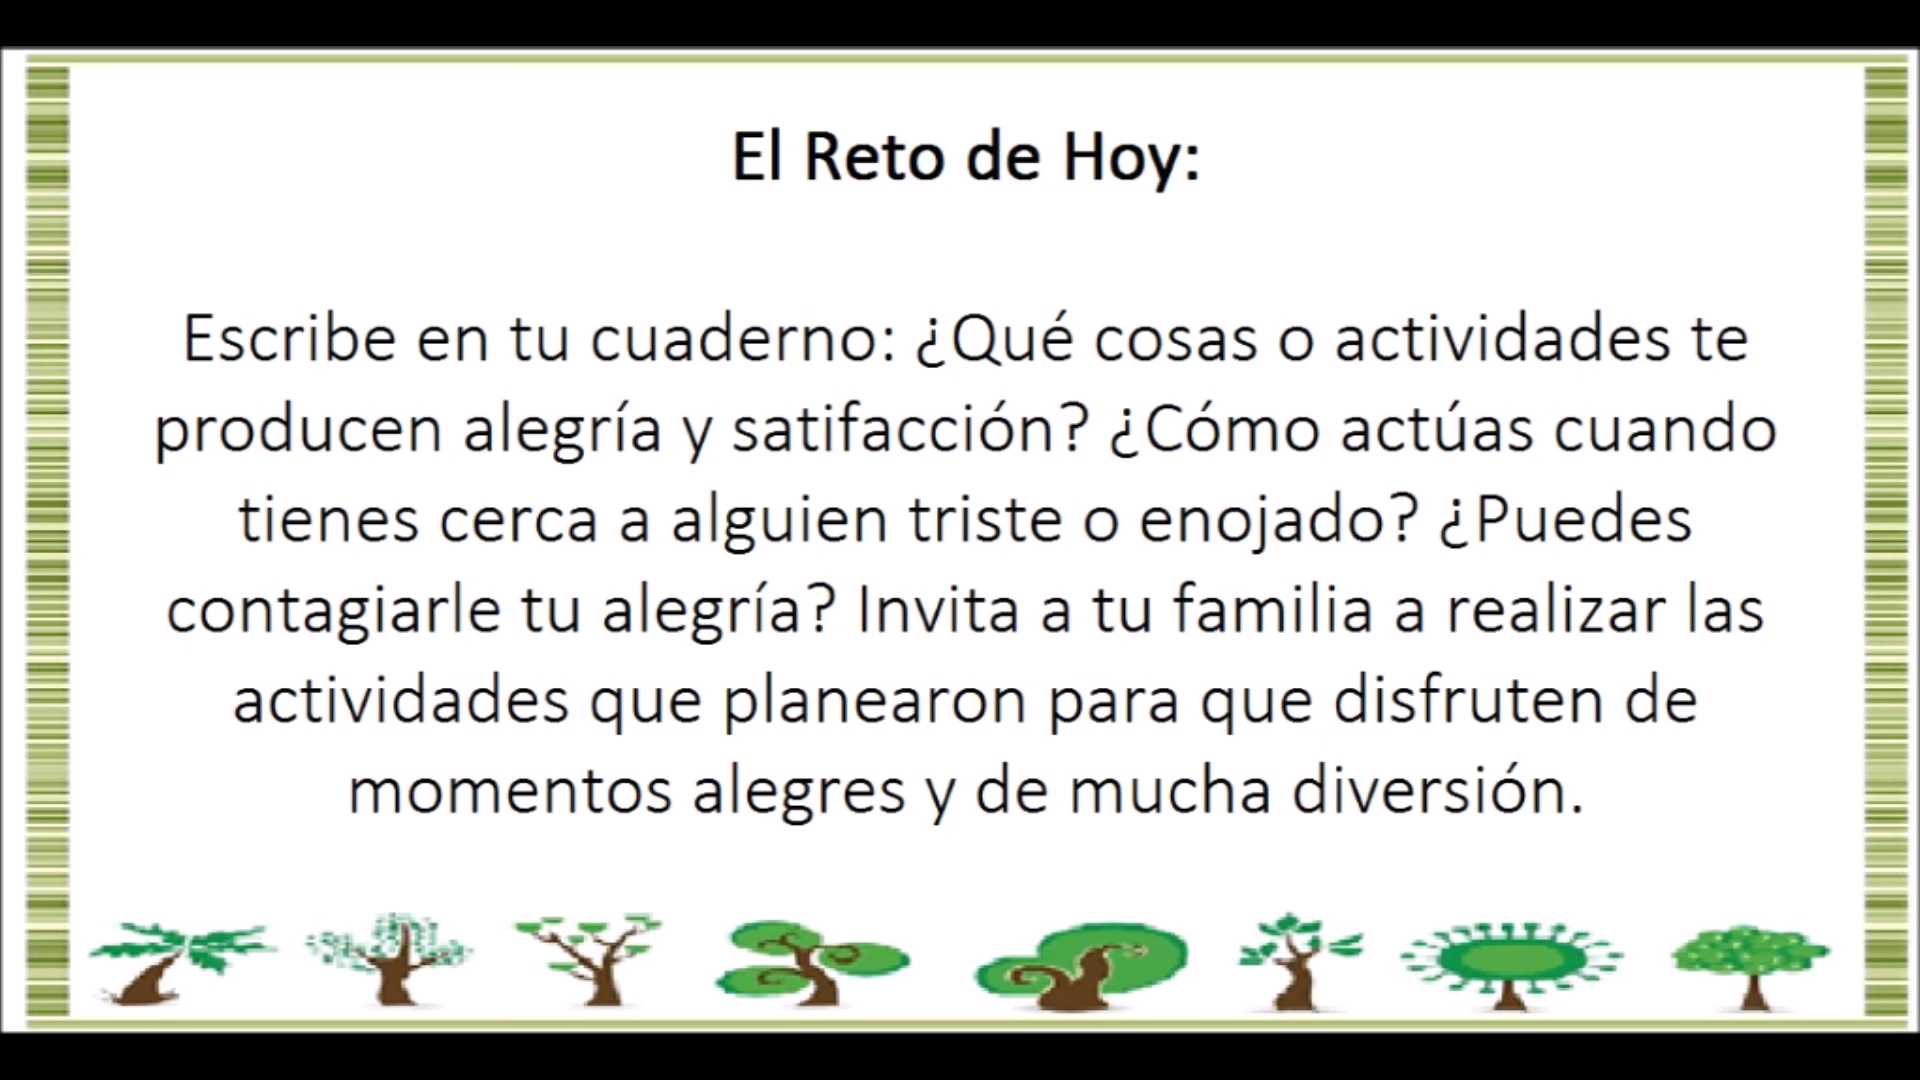 El Reto de Hoy:
Escribe en tu cuaderno: ¿Qué cosas o actividades te
producen alegría y satifacción? ¿Cómo actúas cuando
tienes cerca a alguien triste o enojado? ¿Puedes
contagiarle tu alegría? Invita a tu familia a realizar las
actividades que planearon para que disfruten de
momentos alegres y de mucha diversión.